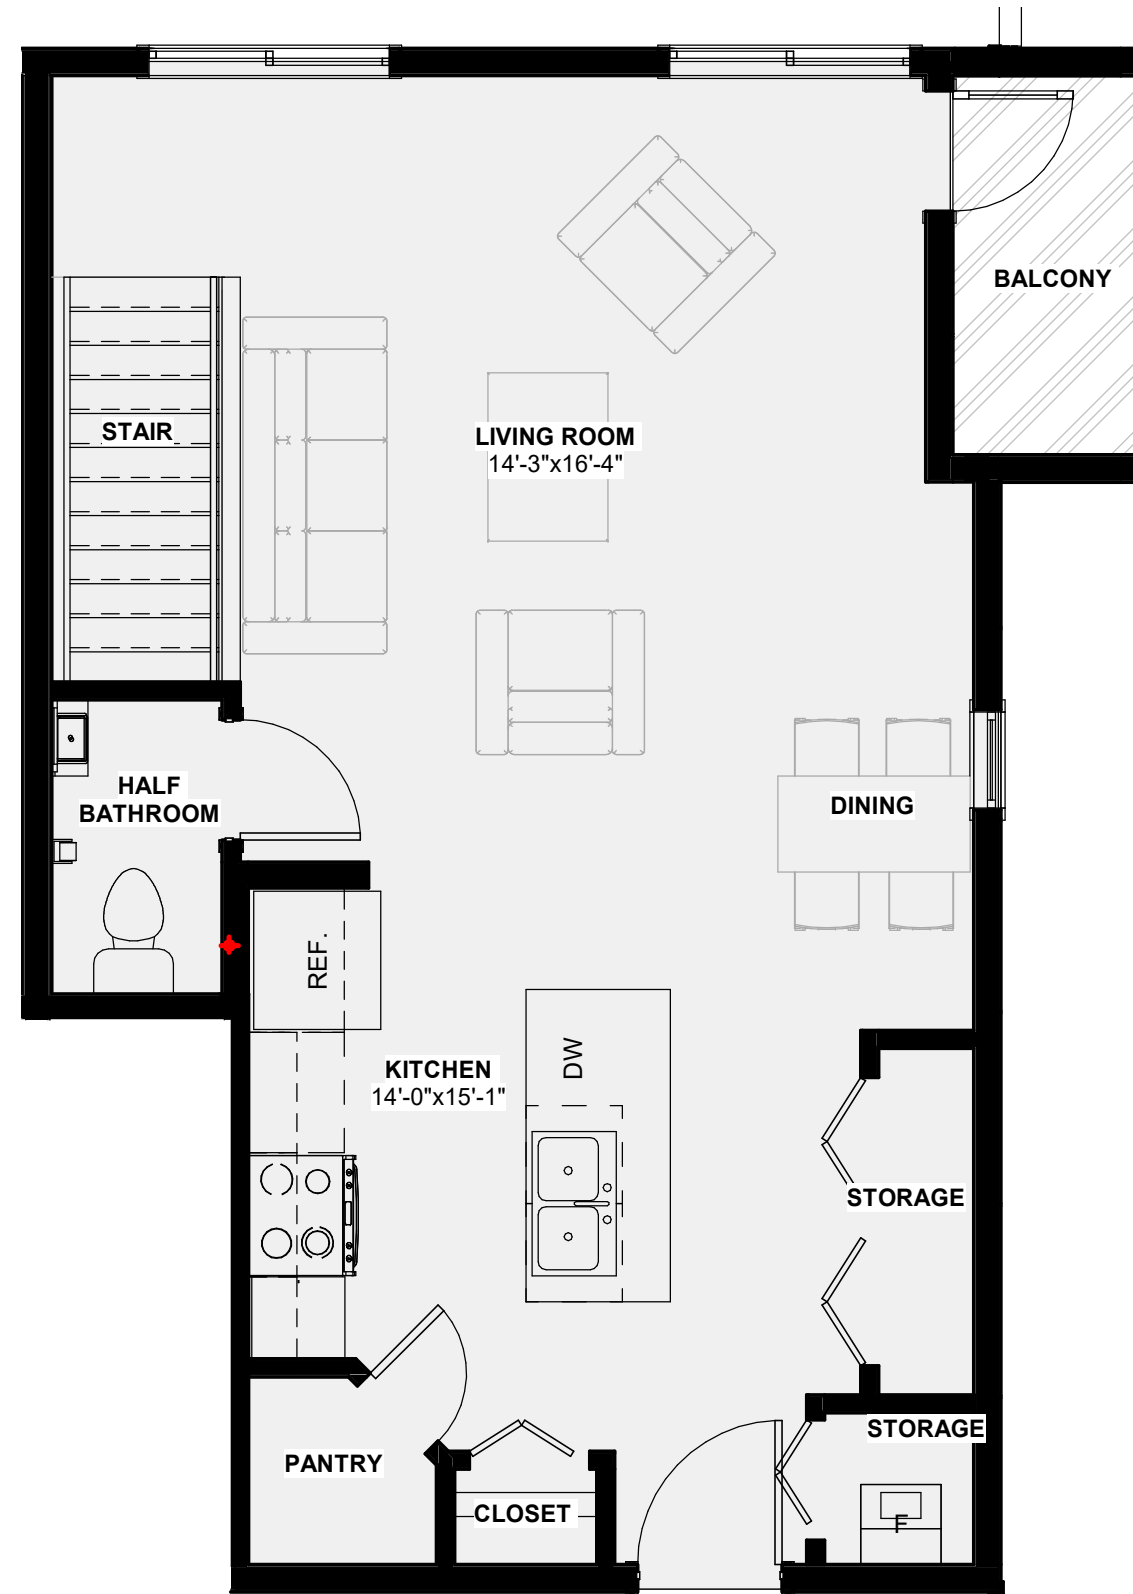 BALCONY
STAIR
LIVING ROOM
14'-3"x16'-4"
HALF
BATHROOM
DINING
REF.
DW
KITCHEN
14'-0"x15'-1"
STORAGE
STORAGE
PANTRY
CLOSET
F